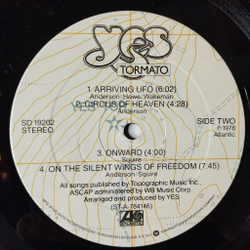 YES
TORMATO
1. ARRIVING UFO (6:02)
Anderson · Howe · Wakeman
2. CIRCUS OF HEAVEN (4:28)
Anderson
SD 19202
STEREO
SIDE TWO
℗ 1978
Atlantic
3. ONWARD (4:00)
Squire
4. ON THE SILENT WINGS OF FREEDOM (7:45)
Anderson · Squire
All songs published by Topographic Music Inc.,
ASCAP administered by WB Music Corp.
Arranged and produced by YES
(ST-A-784146)
ATLANTIC